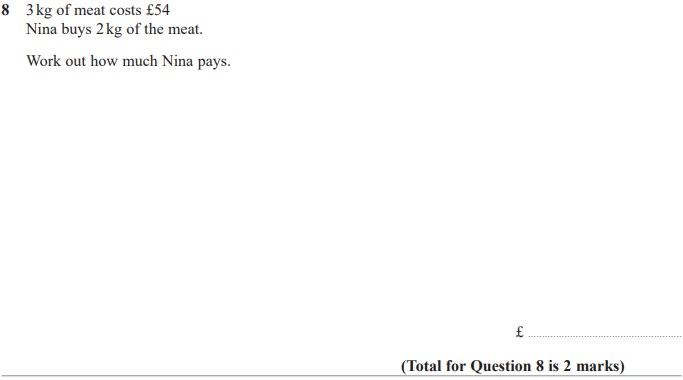 8 3 kg of meat costs £54
Nina buys 2 kg of the meat.
Work out how much Nina pays.
£
(Total for Question 8 is 2 marks)